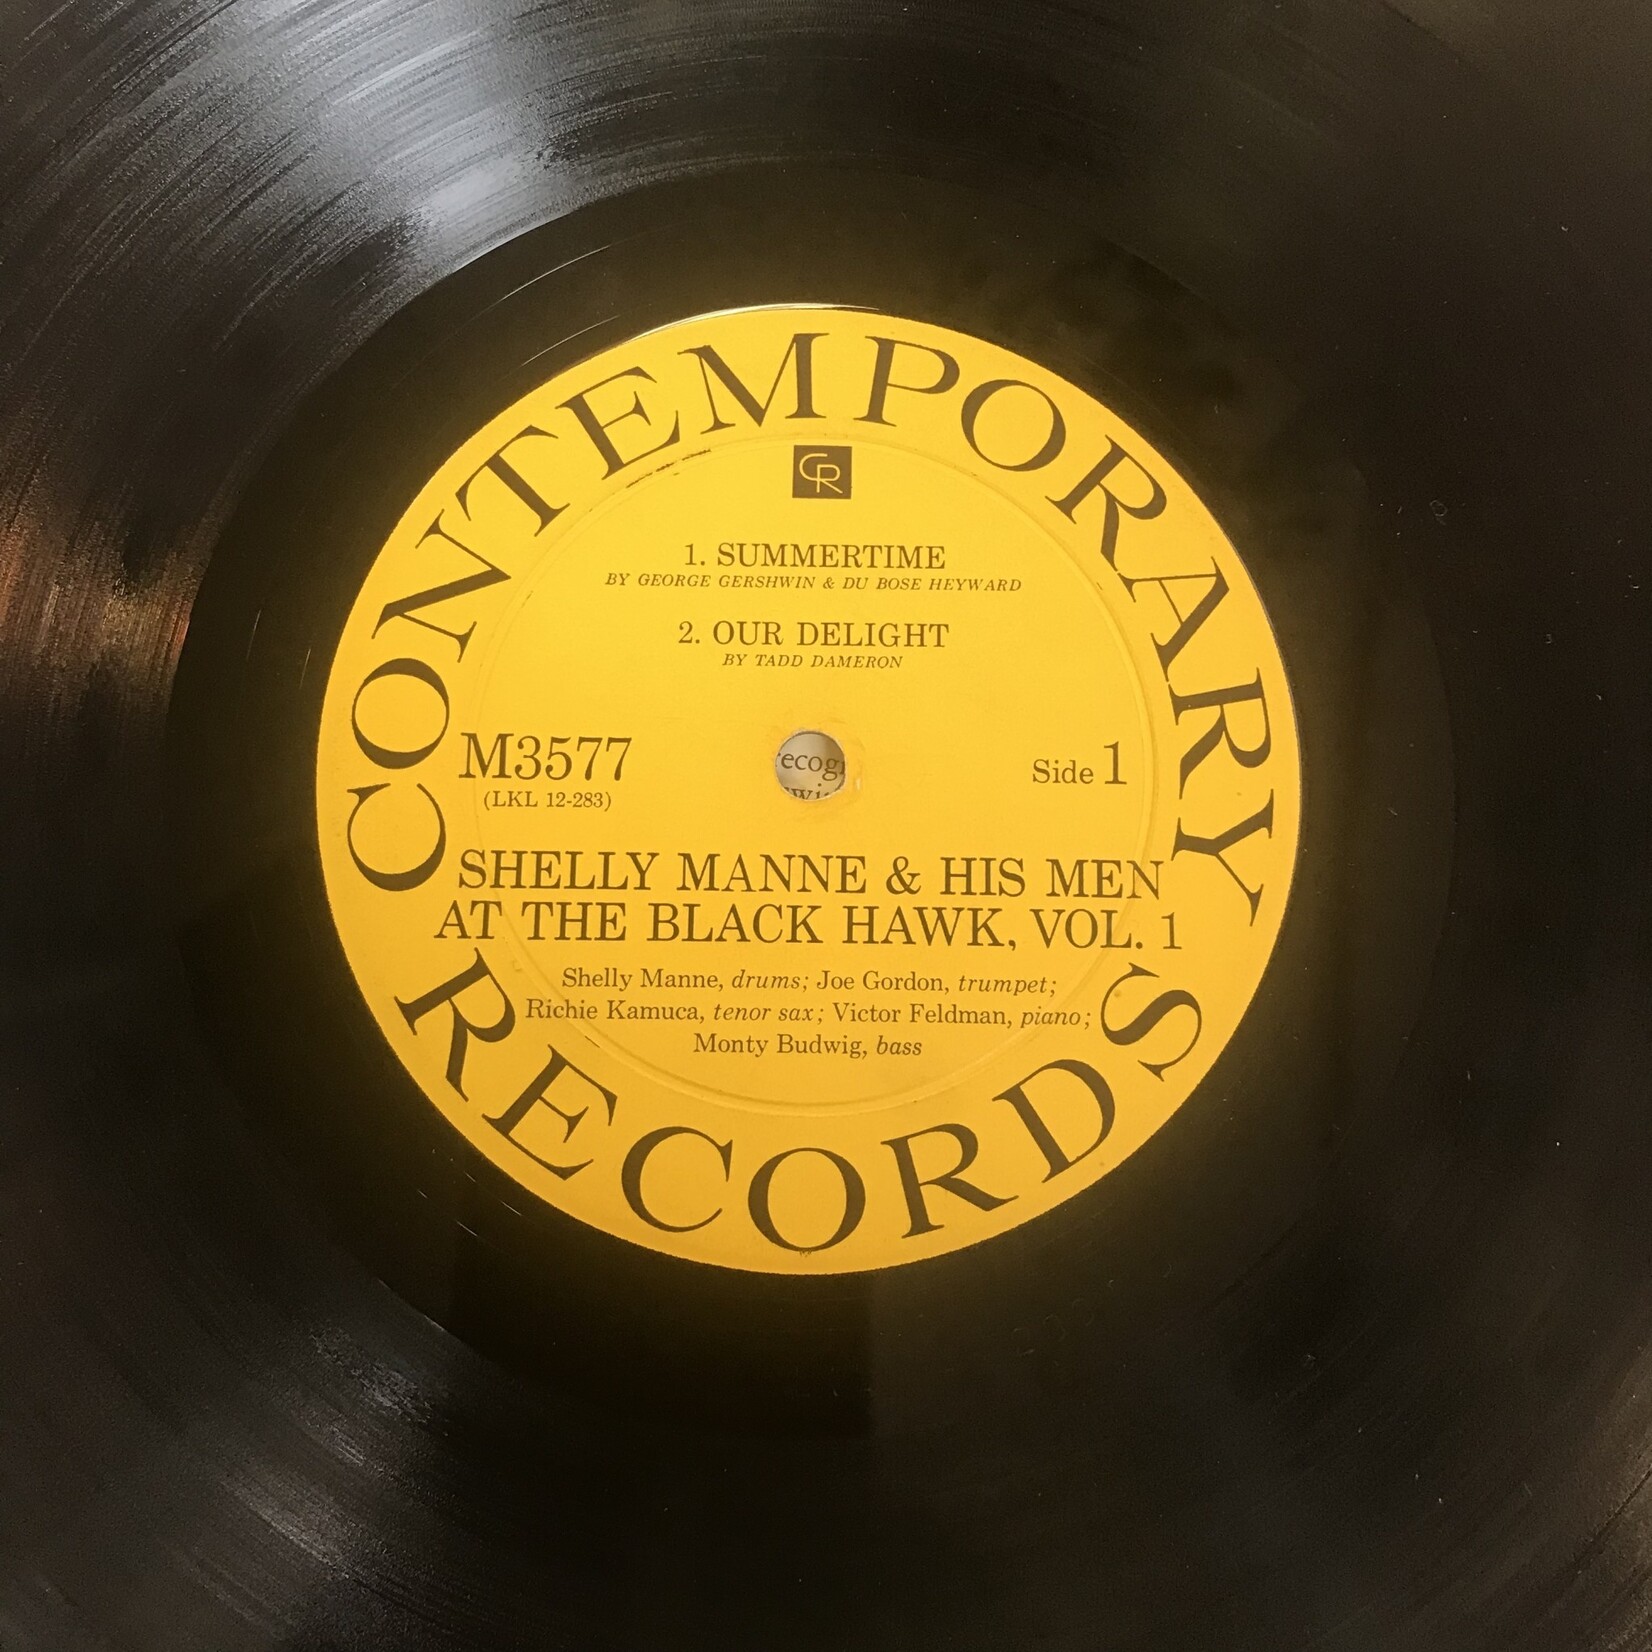 CONTEMPORARY
CR
1. SUMMERTIME
BY GEORGE GERSHWIN & DU BOSE HEYWARD
2. OUR DELIGHT
BY TADD DAMERON
M3577
(LKL 12-283)
Side 1
SHELLY MANNE & HIS MEN
AT THE BLACK HAWK, VOL. 1
Shelly Manne, drums; Joe Gordon, trumpet;
Richie Kamuca, tenor sax; Victor Feldman, piano;
Monty Budwig, bass
RECORDS